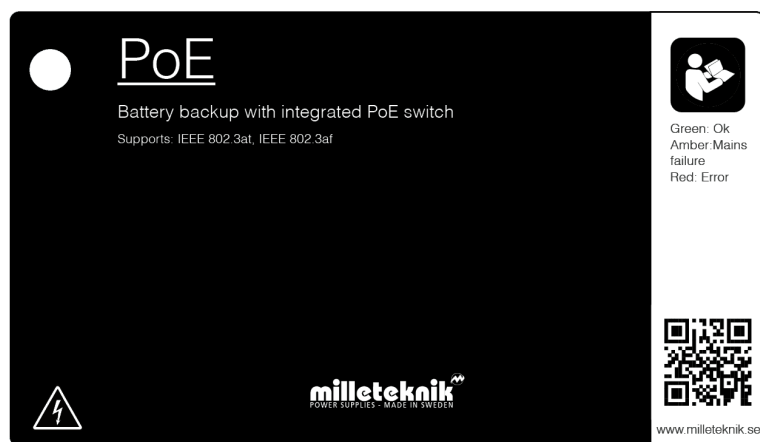 PoE
Battery backup with integrated PoE switch
Supports: IEEE 802.3at, IEEE 802.3af
Green: Ok
Amber:Mains
failure
Red: Error
milleteknik
POWER SUPPLIES - MADE IN SWEDEN
www.milleteknik.se